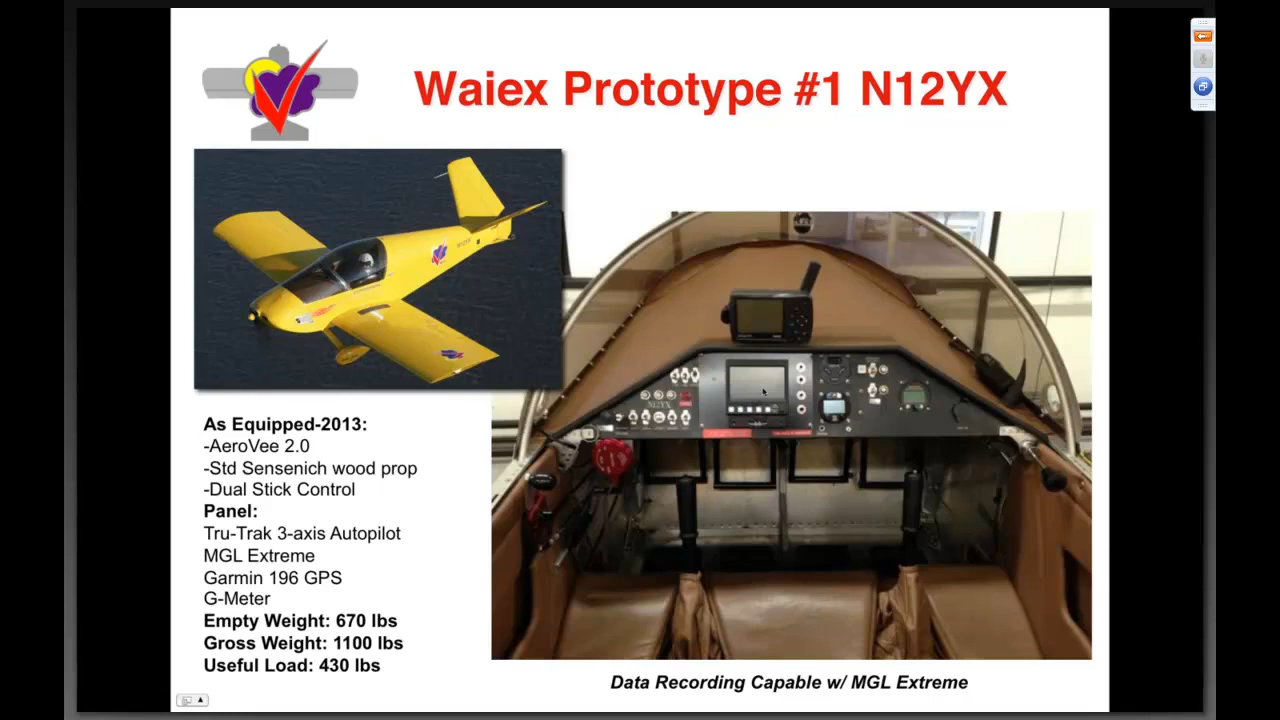 Waiex Prototype #1 N12YX
As Equipped-2013:
-AeroVee 2.0
-Std Sensenich wood prop
-Dual Stick Control
Panel:
Tru-Trak 3-axis Autopilot
MGL Extreme
Garmin 196 GPS
G-Meter
Empty Weight: 670 lbs
Gross Weight: 1100 lbs
Useful Load: 430 lbs
N12YX
Data Recording Capable w/ MGL Extreme